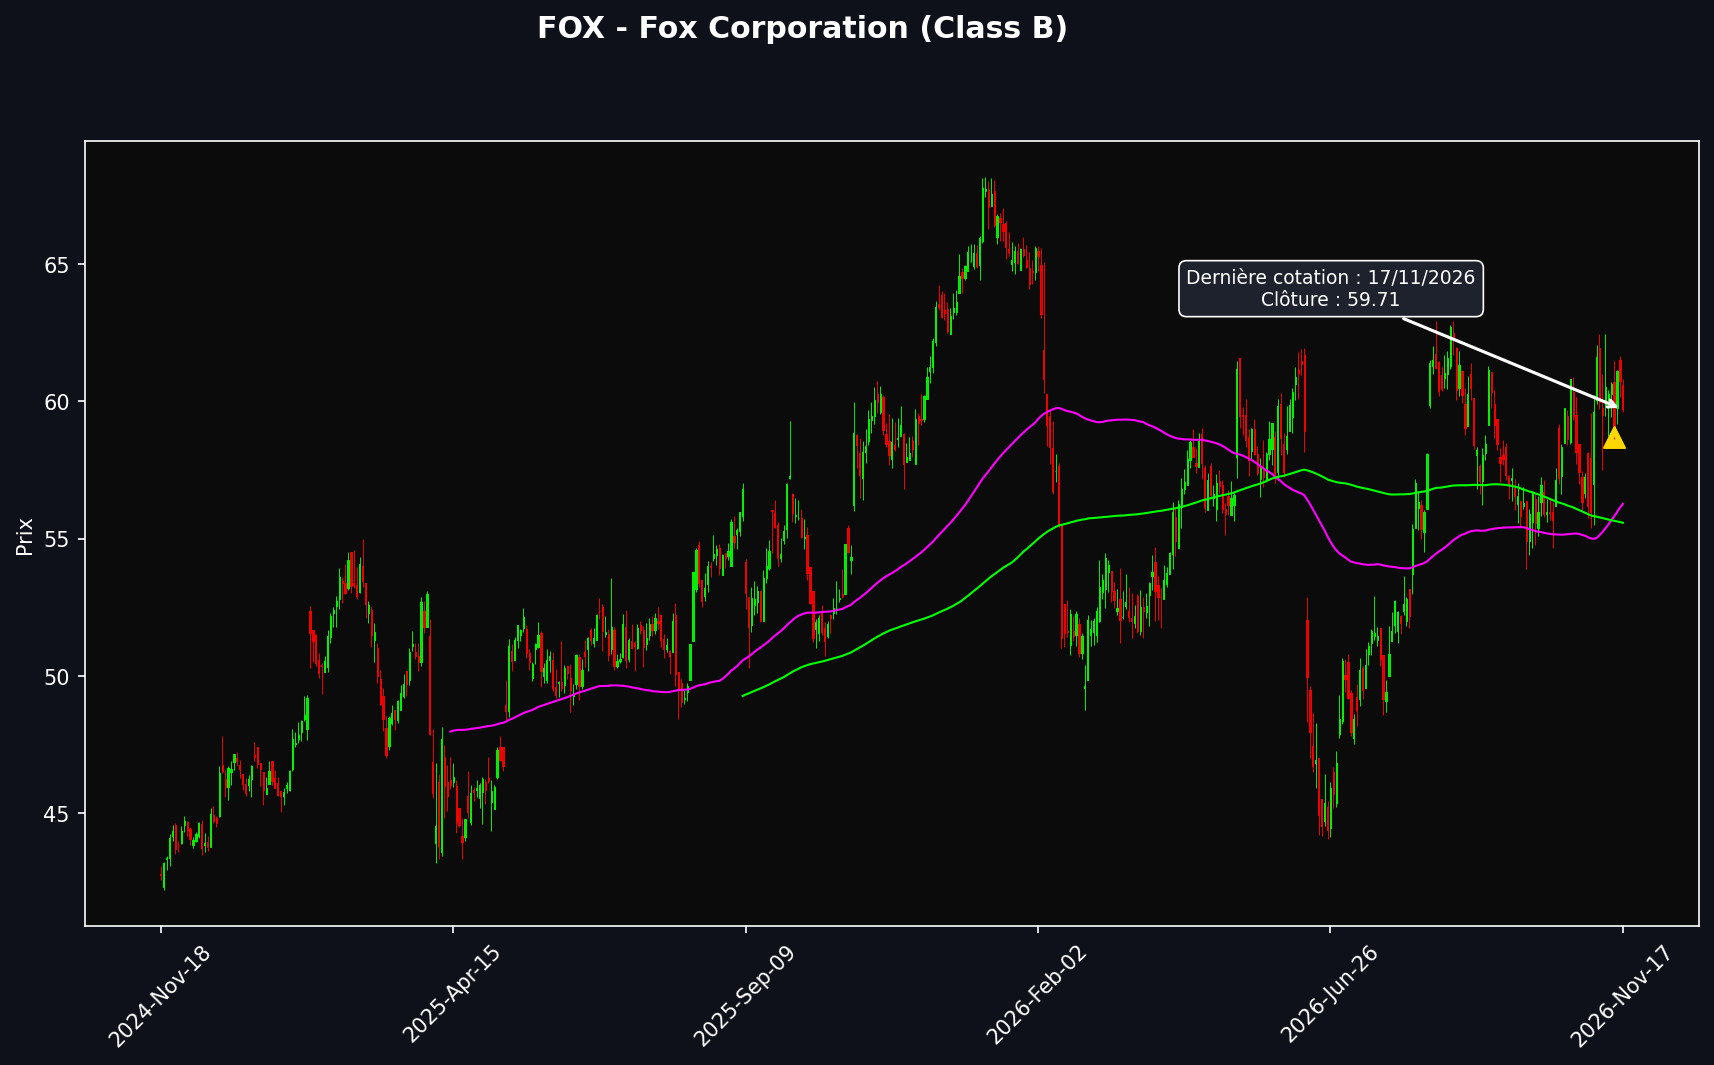 FOX - Fox Corporation (Class B)
Dernière cotation : 17/11/2026
Clôture : 59.71
Prix
65
60
55
50
45
2024-Nov-18
2025-Apr-15
2025-Sep-09
2026-Feb-02
2026-Jun-26
2026-Nov-17